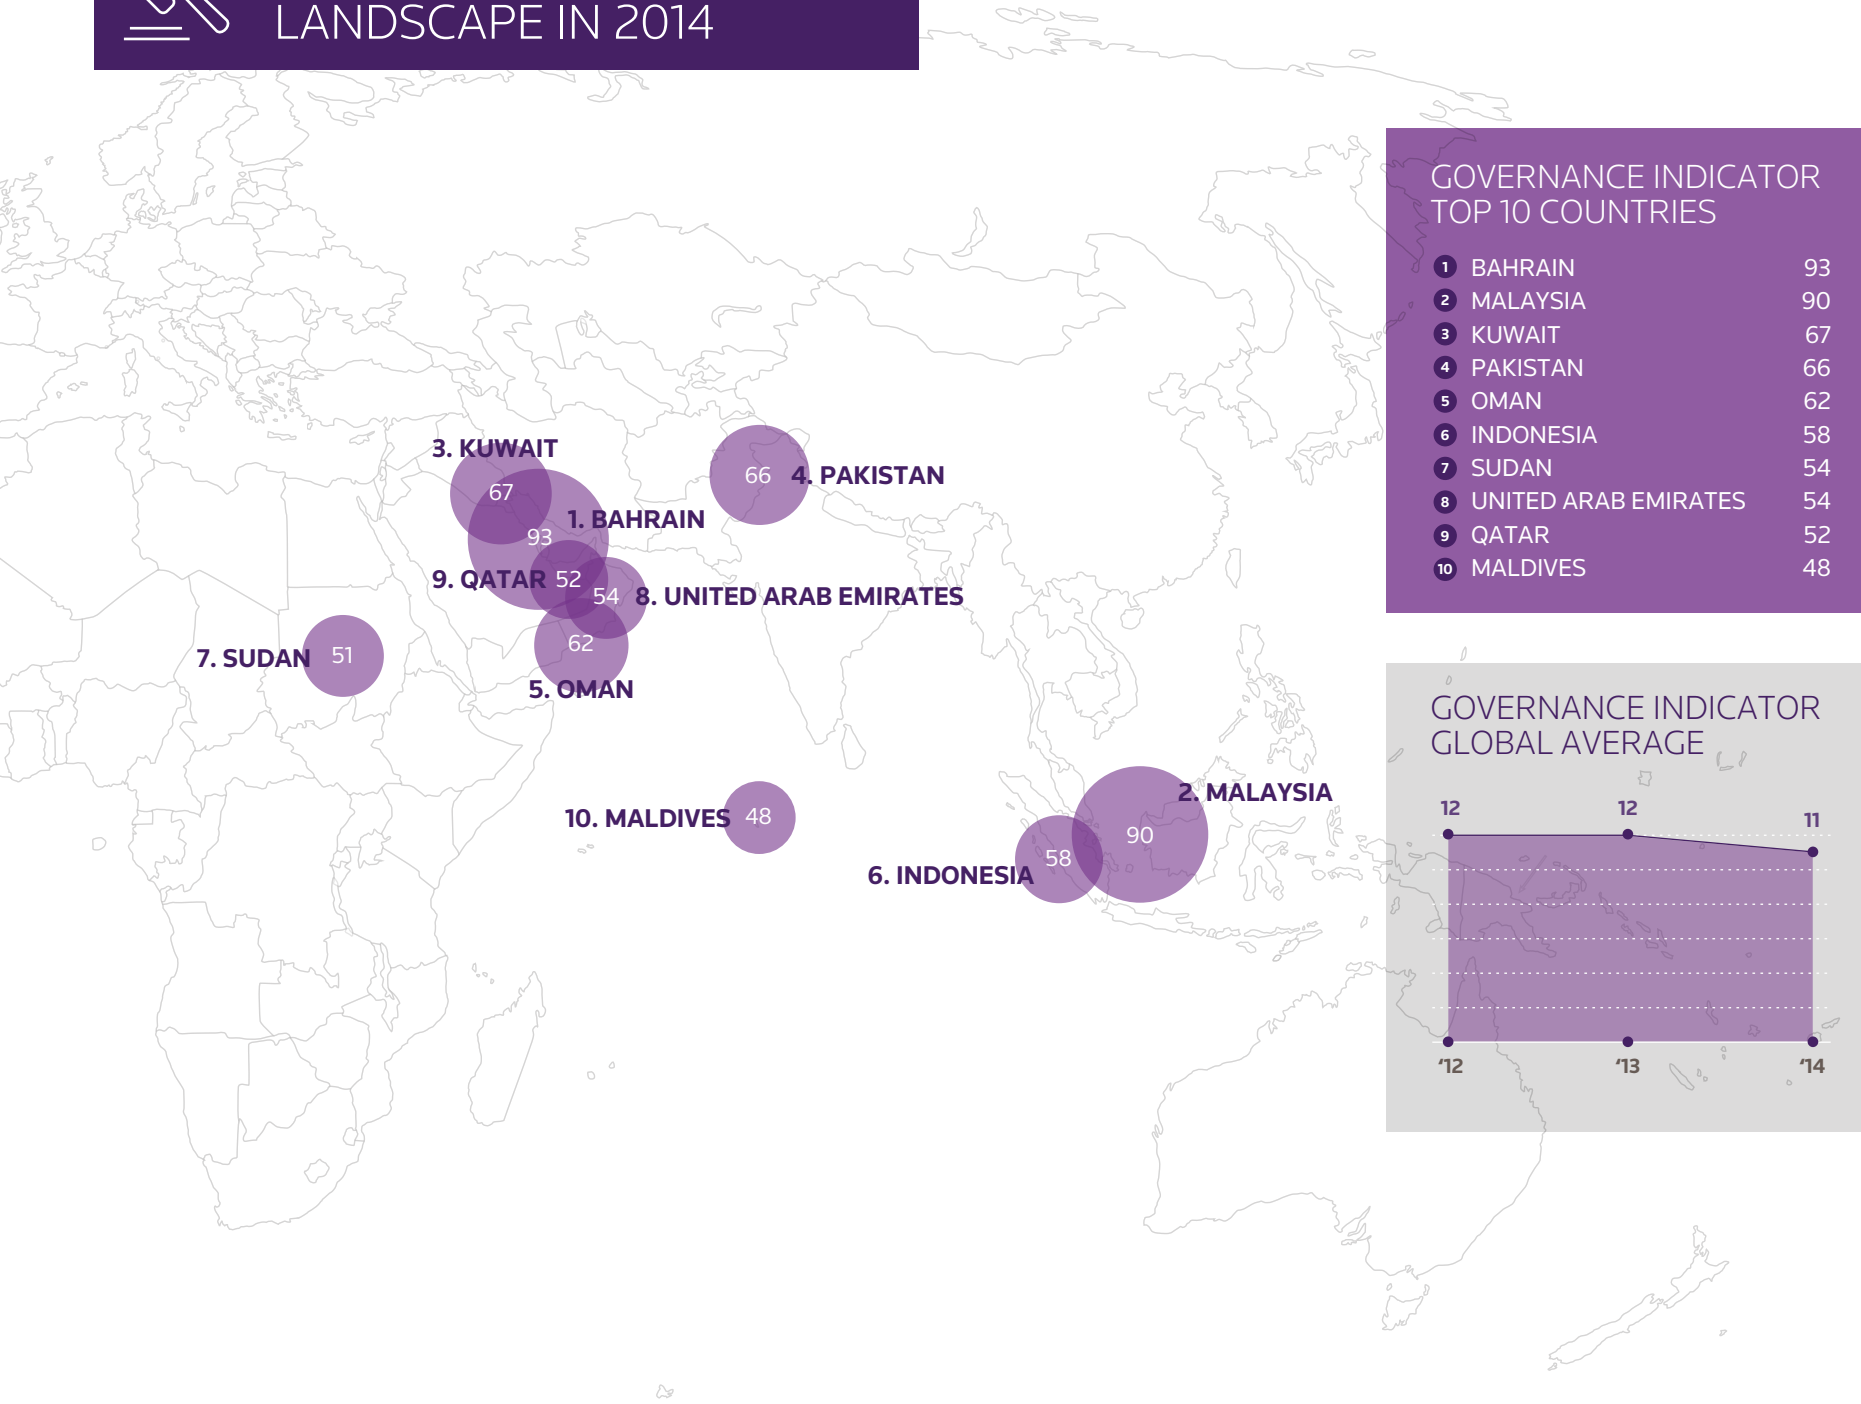 LANDSCAPE IN 2014
GOVERNANCE INDICATOR
TOP 10 COUNTRIES
1 BAHRAIN 93
2 MALAYSIA 90
3 KUWAIT 67
4 PAKISTAN 66
5 OMAN 62
6 INDONESIA 58
7 SUDAN 54
8 UNITED ARAB EMIRATES 54
9 QATAR 52
10 MALDIVES 48
3. KUWAIT
67
66 4. PAKISTAN
1. BAHRAIN
93
9. QATAR 52
54 8. UNITED ARAB EMIRATES
62
7. SUDAN 51
5. OMAN
2. MALAYSIA
10. MALDIVES 48
90
58
6. INDONESIA
GOVERNANCE INDICATOR
GLOBAL AVERAGE
12 12 11
‘12 ‘13 ‘14